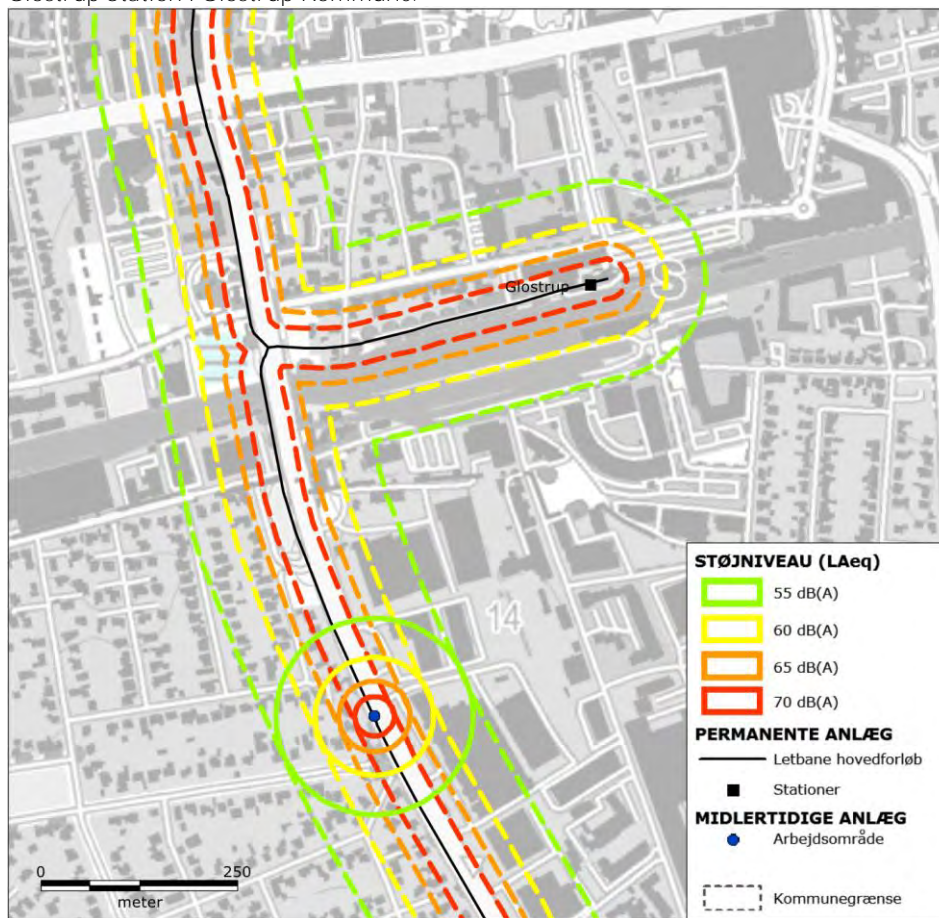 Glostrup
14
STØJNIVEAU (LAeq)
55 dB(A)
60 dB(A)
65 dB(A)
70 dB(A)
PERMANENTE ANLÆG
Letbane hovedforløb
Stationer
MIDLERTIDIGE ANLÆG
Arbejdsområde
Kommunegrænse
0 250
meter